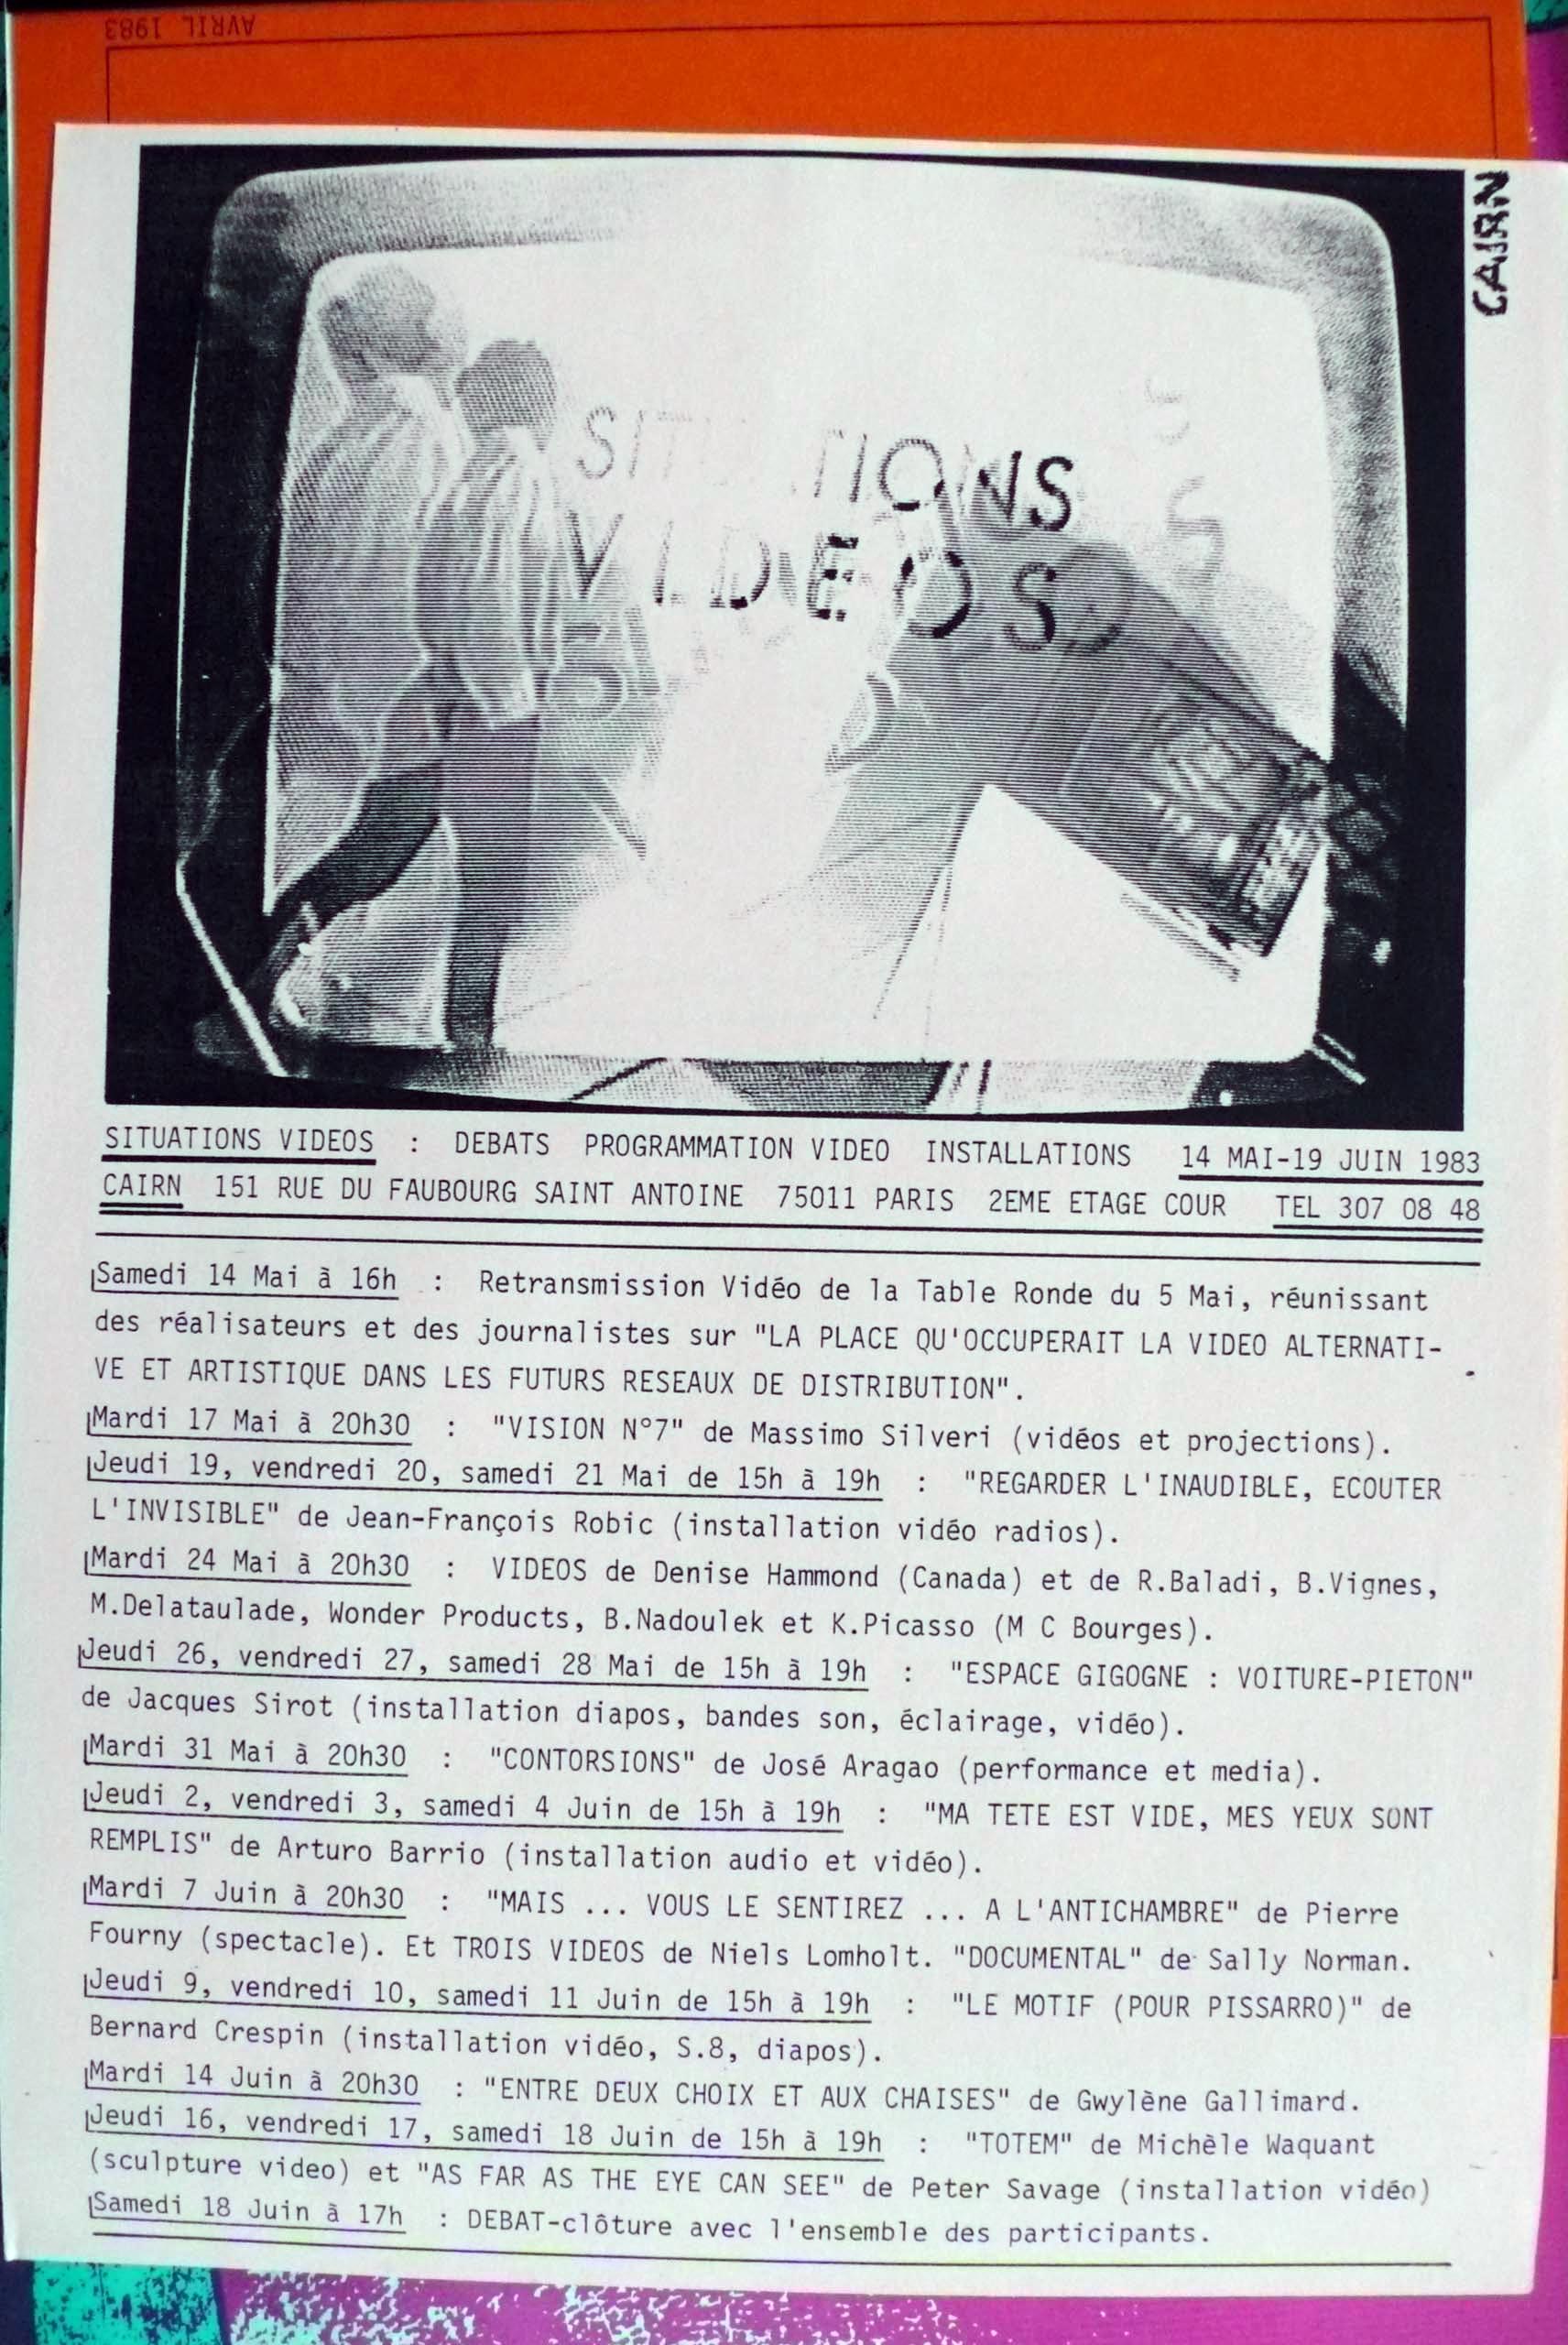 AVRIL 1983
CAIRN
SITUATIONS
VIDEOS
SITUATIONS VIDEOS : DEBATS PROGRAMMATION VIDEO INSTALLATIONS 14 MAI-19 JUIN 1983
CAIRN 151 RUE DU FAUBOURG SAINT ANTOINE 75011 PARIS 2EME ETAGE COUR TEL 307 08 48
Samedi 14 Mai à 16h : Retransmission Vidéo de la Table Ronde du 5 Mai, réunissant
des réalisateurs et des journalistes sur "LA PLACE QU'OCCUPERAIT LA VIDEO ALTERNATI-
VE ET ARTISTIQUE DANS LES FUTURS RESEAUX DE DISTRIBUTION".
Mardi 17 Mai à 20h30 : "VISION N°7" de Massimo Silveri (vidéos et projections).
Jeudi 19, vendredi 20, samedi 21 Mai de 15h à 19h : "REGARDER L'INAUDIBLE, ECOUTER
L'INVISIBLE" de Jean-François Robic (installation vidéo radios).
Mardi 24 Mai à 20h30 : VIDEOS de Denise Hammond (Canada) et de R.Baladi, B.Vignes,
M.Delataulade, Wonder Products, B.Nadoulek et K.Picasso (M C Bourges).
Jeudi 26, vendredi 27, samedi 28 Mai de 15h à 19h : "ESPACE GIGOGNE : VOITURE-PIETON"
de Jacques Sirot (installation diapos, bandes son, éclairage, vidéo).
Mardi 31 Mai à 20h30 : "CONTORSIONS" de José Aragao (performance et media).
Jeudi 2, vendredi 3, samedi 4 Juin de 15h à 19h : "MA TETE EST VIDE, MES YEUX SONT
REMPLIS" de Arturo Barrio (installation audio et vidéo).
Mardi 7 Juin à 20h30 : "MAIS ... VOUS LE SENTIREZ ... A L'ANTICHAMBRE" de Pierre
Fourny (spectacle). Et TROIS VIDEOS de Niels Lomholt. "DOCUMENTAL" de Sally Norman.
Jeudi 9, vendredi 10, samedi 11 Juin de 15h à 19h : "LE MOTIF (POUR PISSARRO)" de
Bernard Crespin (installation vidéo, S.8, diapos).
Mardi 14 Juin à 20h30 : "ENTRE DEUX CHOIX ET AUX CHAISES" de Gwylène Gallimard.
Jeudi 16, vendredi 17, samedi 18 Juin de 15h à 19h : "TOTEM" de Michèle Waquant
(sculpture video) et "AS FAR AS THE EYE CAN SEE" de Peter Savage (installation vidéo)
Samedi 18 Juin à 17h : DEBAT-clôture avec l'ensemble des participants.